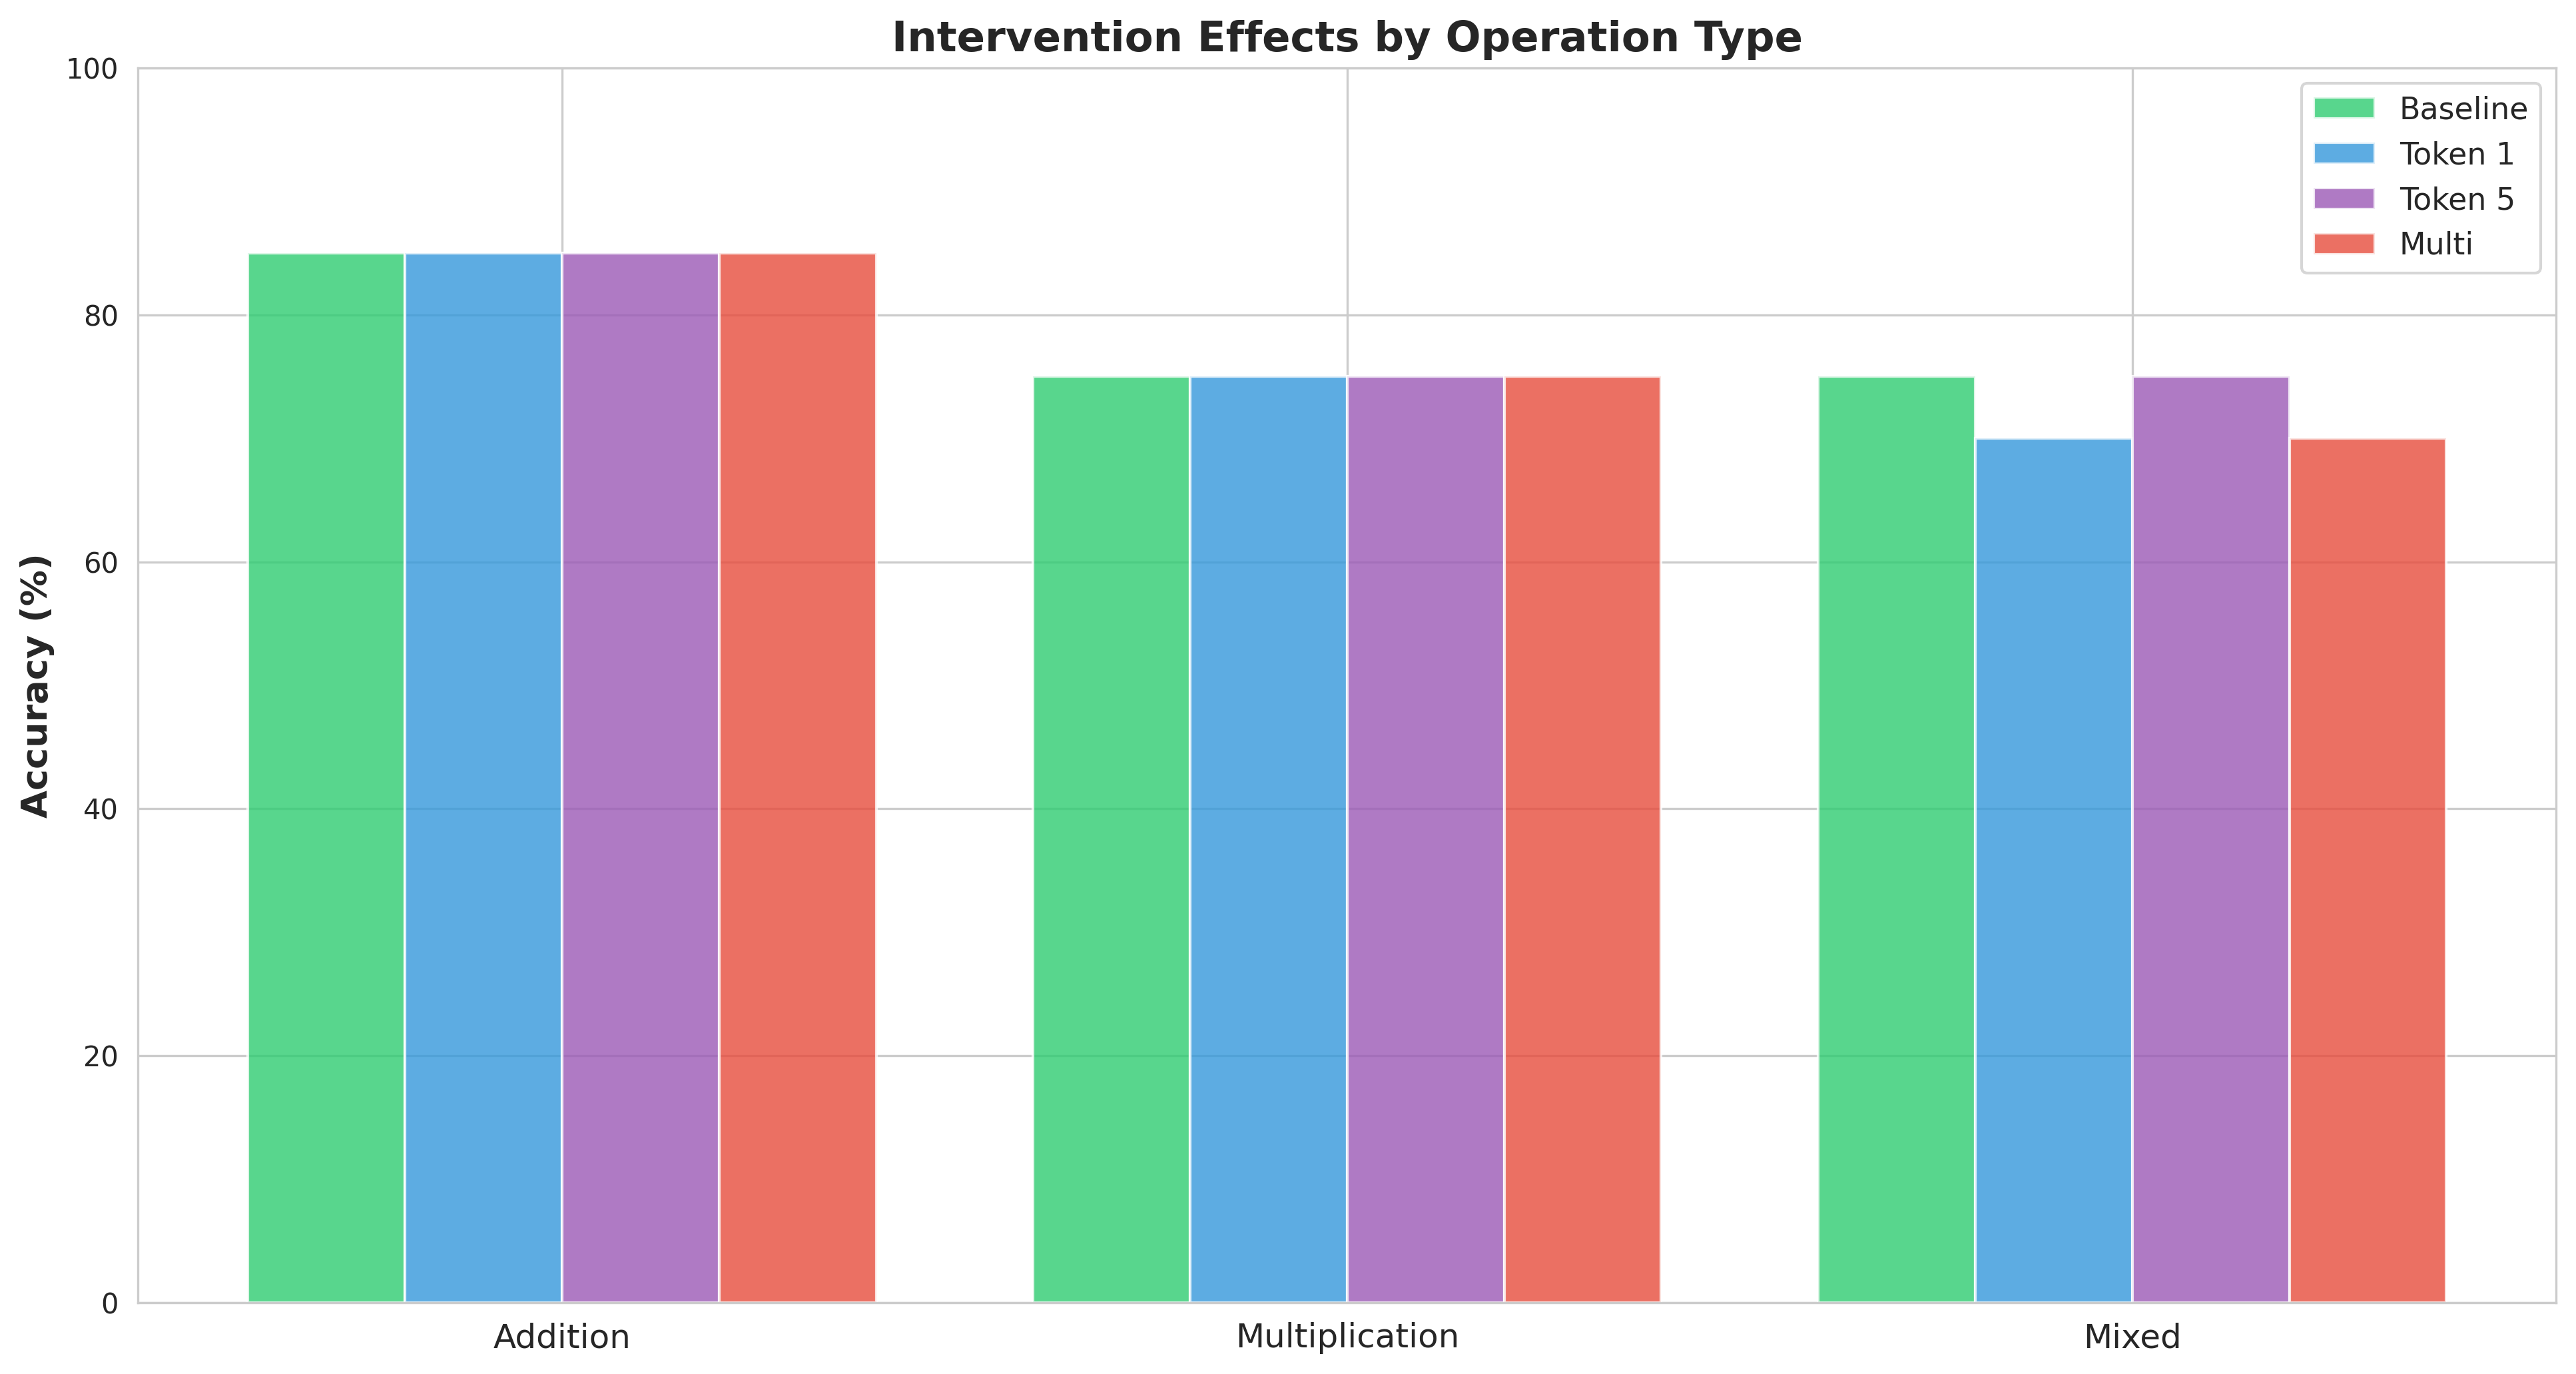 Intervention Effects by Operation Type
Accuracy (%)
100
80
60
40
20
0
Baseline
Token 1
Token 5
Multi
Addition
Multiplication
Mixed